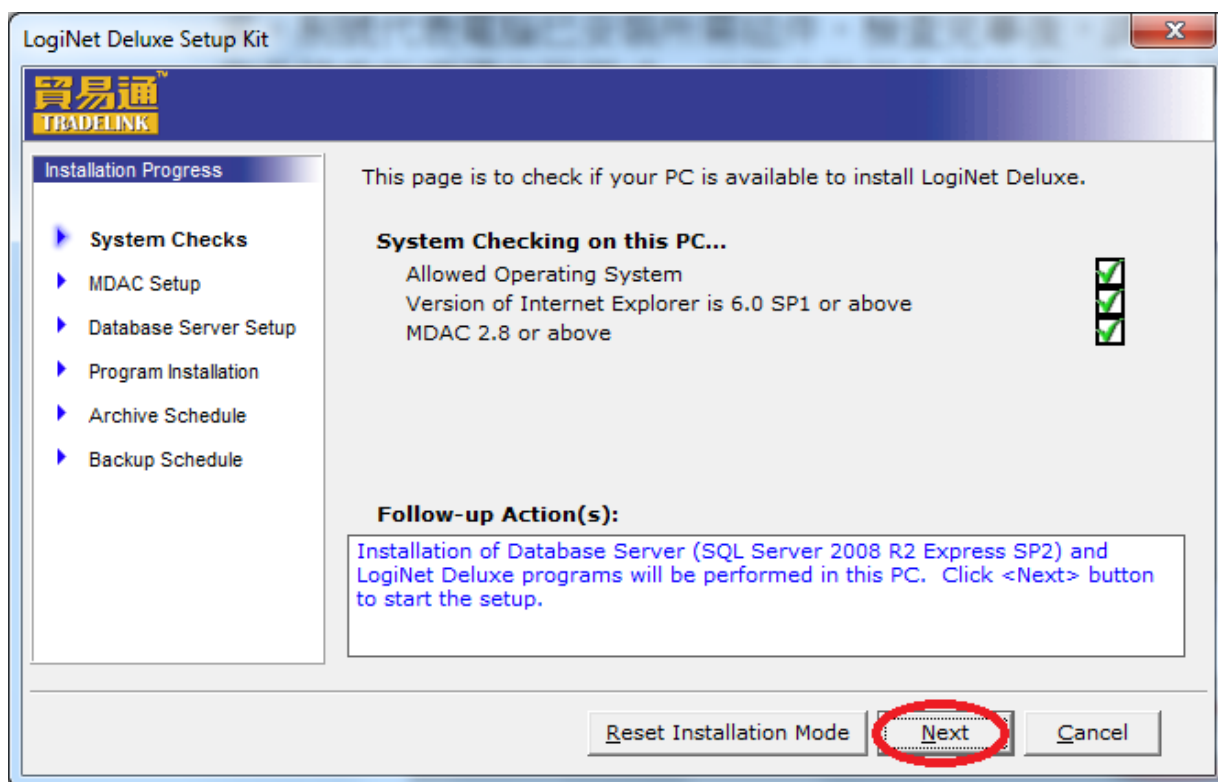 LogiNet Deluxe Setup Kit
貿易通™
TRADELINK
Installation Progress
System Checks
MDAC Setup
Database Server Setup
Program Installation
Archive Schedule
Backup Schedule
This page is to check if your PC is available to install LogiNet Deluxe.
System Checking on this PC...
Allowed Operating System
Version of Internet Explorer is 6.0 SP1 or above
MDAC 2.8 or above
Follow-up Action(s):
Installation of Database Server (SQL Server 2008 R2 Express SP2) and
LogiNet Deluxe programs will be performed in this PC.  Click <Next> button
to start the setup.
Reset Installation Mode
Next
Cancel